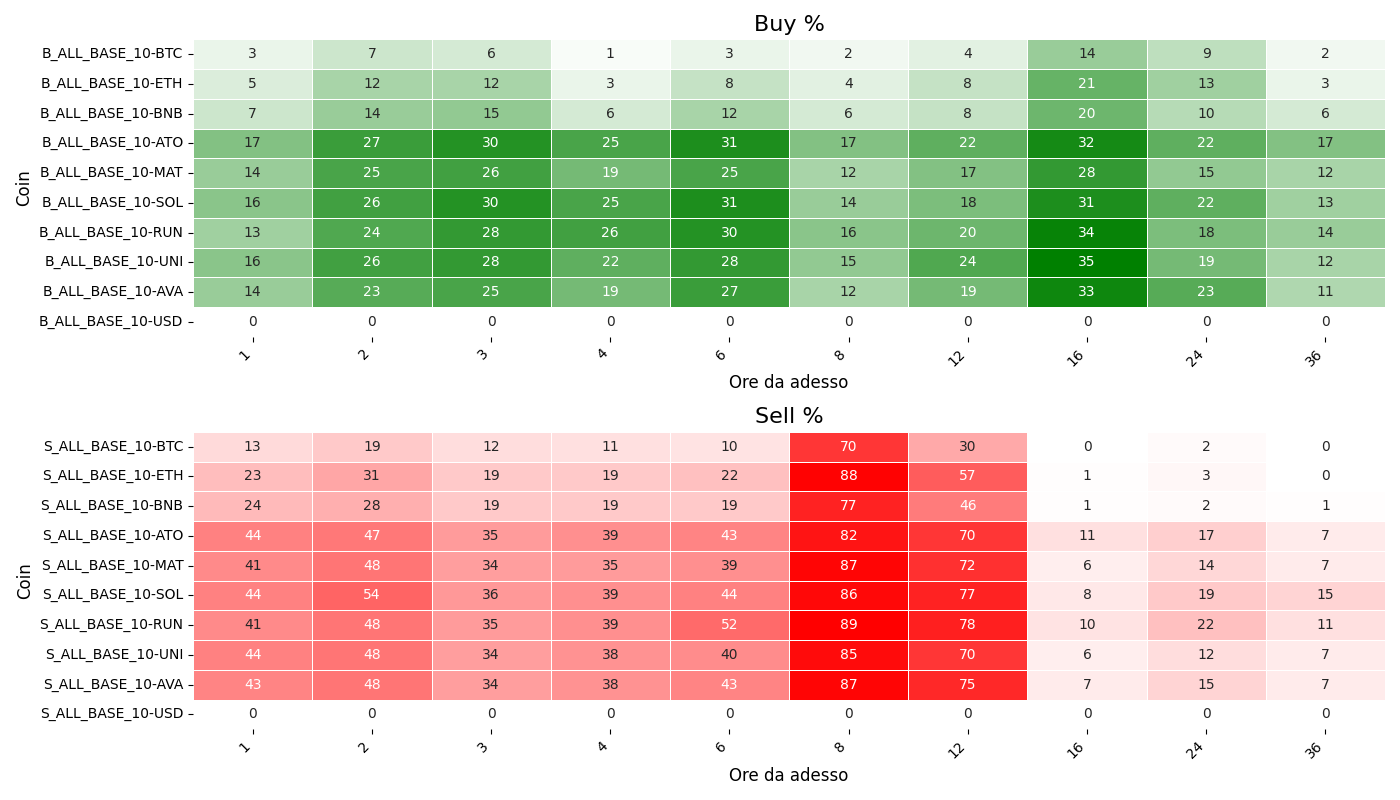 Buy %
Coin
B_ALL_BASE_10-BTC 3 7 6 1 3 2 4 14 9 2
B_ALL_BASE_10-ETH 5 12 12 3 8 4 8 21 13 3
B_ALL_BASE_10-BNB 7 14 15 6 12 6 8 20 10 6
B_ALL_BASE_10-ATO 17 27 30 25 31 17 22 32 22 17
B_ALL_BASE_10-MAT 14 25 26 19 25 12 17 28 15 12
B_ALL_BASE_10-SOL 16 26 30 25 31 14 18 31 22 13
B_ALL_BASE_10-RUN 13 24 28 26 30 16 20 34 18 14
B_ALL_BASE_10-UNI 16 26 28 22 28 15 24 35 19 12
B_ALL_BASE_10-AVA 14 23 25 19 27 12 19 33 23 11
B_ALL_BASE_10-USD 0 0 0 0 0 0 0 0 0 0
1 2 3 4 6 8 12 16 24 36
Ore da adesso
Sell %
Coin
S_ALL_BASE_10-BTC 13 19 12 11 10 70 30 0 2 0
S_ALL_BASE_10-ETH 23 31 19 19 22 88 57 1 3 0
S_ALL_BASE_10-BNB 24 28 19 19 19 77 46 1 2 1
S_ALL_BASE_10-ATO 44 47 35 39 43 82 70 11 17 7
S_ALL_BASE_10-MAT 41 48 34 35 39 87 72 6 14 7
S_ALL_BASE_10-SOL 44 54 36 39 44 86 77 8 19 15
S_ALL_BASE_10-RUN 41 48 35 39 52 89 78 10 22 11
S_ALL_BASE_10-UNI 44 48 34 38 40 85 70 6 12 7
S_ALL_BASE_10-AVA 43 48 34 38 43 87 75 7 15 7
S_ALL_BASE_10-USD 0 0 0 0 0 0 0 0 0 0
1 2 3 4 6 8 12 16 24 36
Ore da adesso